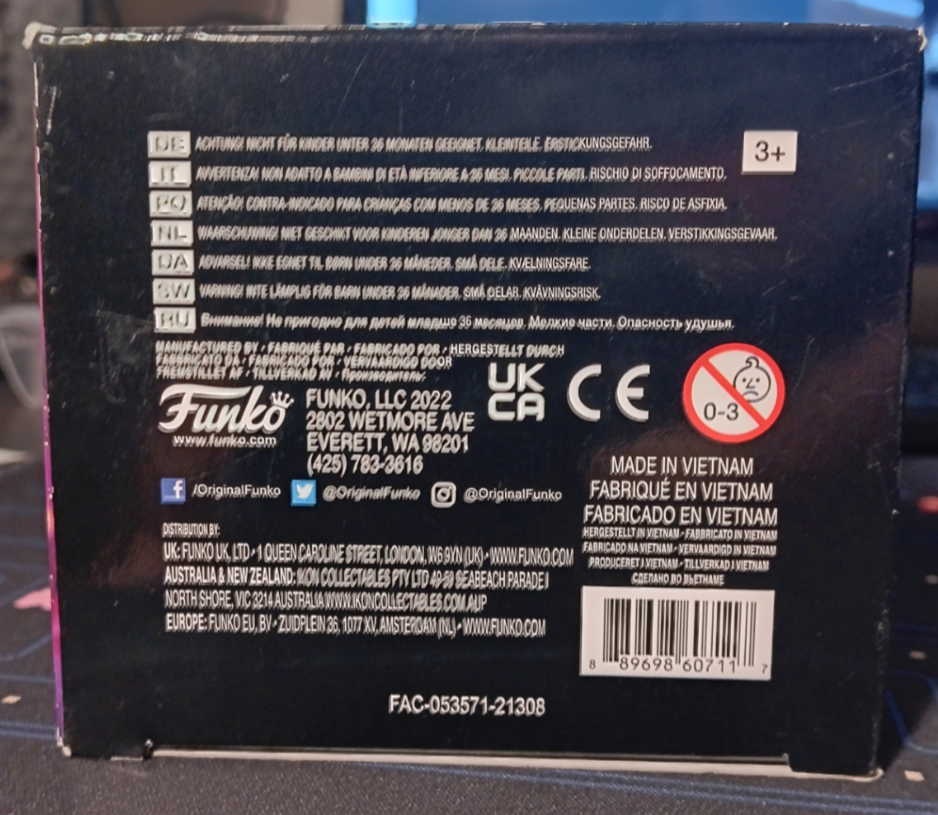 DE ACHTUNG! NICHT FÜR KINDER UNTER 36 MONATEN GEEIGNET. KLEINTEILE. ERSTICKUNGSGEFAHR.
3+
IT AVVERTENZA! NON ADATTO A BAMBINI DI ETÀ INFERIORE A 36 MESI. PICCOLE PARTI. RISCHIO DI SOFFOCAMENTO.
PO ATENÇÃO! CONTRA-INDICADO PARA CRIANÇAS COM MENOS DE 36 MESES. PEQUENAS PARTES. RISCO DE ASFIXIA.
NL WAARSCHUWING! NIET GESCHIKT VOOR KINDEREN JONGER DAN 36 MAANDEN. KLEINE ONDERDELEN. VERSTIKKINGSGEVAAR.
DA ADVARSEL! IKKE EGNET TIL BØRN UNDER 36 MÅNEDER. SMÅ DELE. KVÆLNINGSFARE.
SW VARNING! INTE LÄMPLIG FÖR BARN UNDER 36 MÅNADER. SMÅ DELAR. KVÄVNINGSRISK.
RU Внимание! Не пригодно для детей младше 36 месяцев. Мелкие части. Опасность удушья.
MANUFACTURED BY • FABRIQUÉ PAR • FABRICADO POR • HERGESTELLT DURCH
FABBRICATO DA • FABRICADO POR • VERVAARDIGD DOOR
FREMSTILLET AF • TILLVERKAD AV • Производитель:
Funko
www.funko.com
FUNKO, LLC 2022
2802 WETMORE AVE
EVERETT, WA 98201
(425) 783-3616
UK
CA
CE
0-3
/OriginalFunko @OriginalFunko @OriginalFunko
MADE IN VIETNAM
FABRIQUÉ EN VIETNAM
FABRICADO EN VIETNAM
HERGESTELLT IN VIETNAM • FABBRICATO IN VIETNAM
FABRICADO NA VIETNAM • VERVAARDIGD IN VIETNAM
PRODUCERET I VIETNAM • TILLVERKAD I VIETNAM
СДЕЛАНО ВО ВЬЕТНАМЕ
DISTRIBUTION BY:
UK: FUNKO UK, LTD • 1 QUEEN CAROLINE STREET, LONDON, W6 9YN (UK) • WWW.FUNKO.COM
AUSTRALIA & NEW ZEALAND: IKON COLLECTABLES PTY LTD 49-59 SEABEACH PARADE |
NORTH SHORE, VIC 3214 AUSTRALIA WWW.IKONCOLLECTABLES.COM.AUP
EUROPE: FUNKO EU, BV • ZUIDPLEIN 36, 1077 XV, AMSTERDAM (NL) • WWW.FUNKO.COM
8 89698 60711 7
FAC-053571-21308